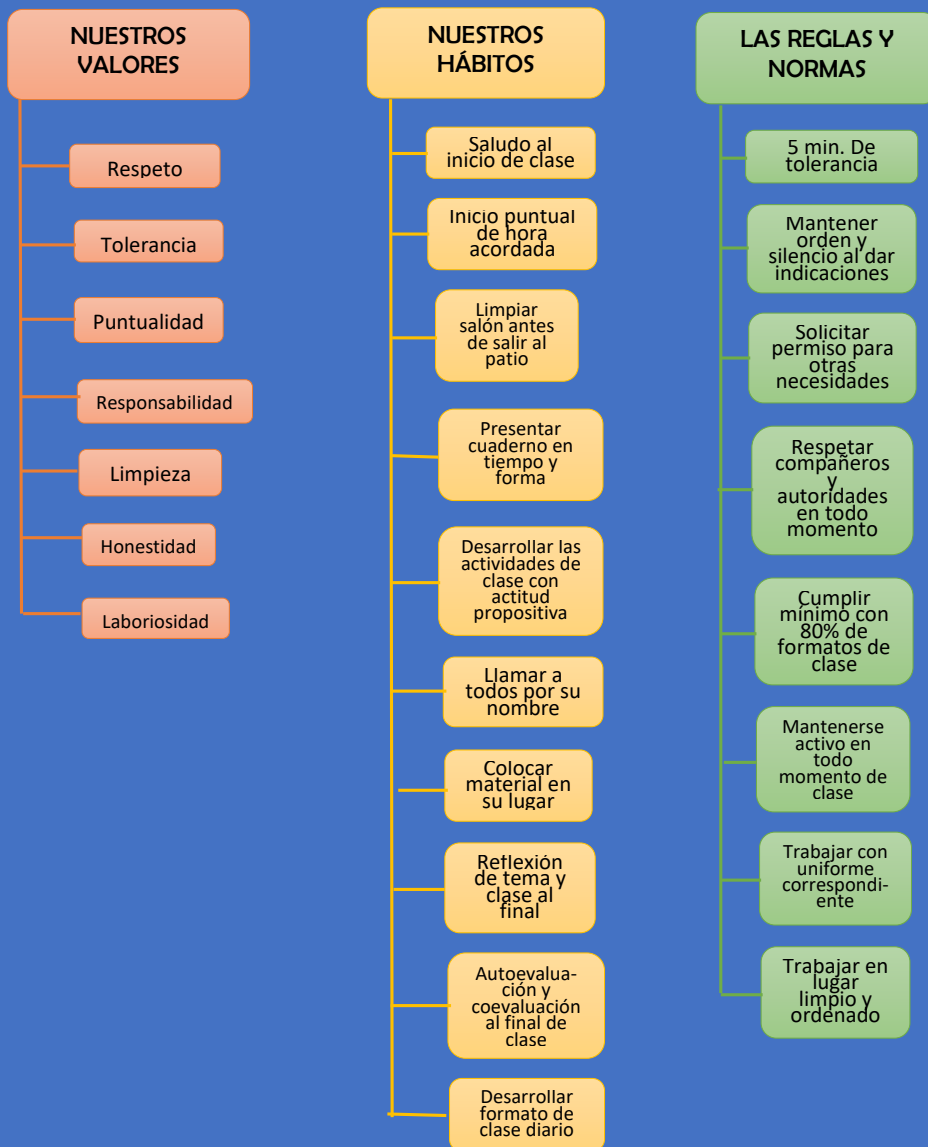 NUESTROS
VALORES
Respeto
Tolerancia
Puntualidad
Responsabilidad
Limpieza
Honestidad
Laboriosidad
NUESTROS
HÁBITOS
Saludo al
inicio de clase
Inicio puntual
de hora
acordada
Limpiar
salón antes
de salir al
patio
Presentar
cuaderno en
tiempo y
forma
Desarrollar las
actividades de
clase con
actitud
propositiva
Llamar a
todos por su
nombre
Colocar
material en
su lugar
Reflexión
de tema y
clase al
final
Autoevalua-
ción y
coevaluación
al final de
clase
Desarrollar
formato de
clase diario
LAS REGLAS Y
NORMAS
5 min. De
tolerancia
Mantener
orden y
silencio al dar
indicaciones
Solicitar
permiso para
otras
necesidades
Respetar
compañeros
y
autoridades
en todo
momento
Cumplir
mínimo con
80% de
formatos de
clase
Mantenerse
activo en
todo
momento de
clase
Trabajar con
uniforme
correspondi-
ente
Trabajar en
lugar
limpio y
ordenado